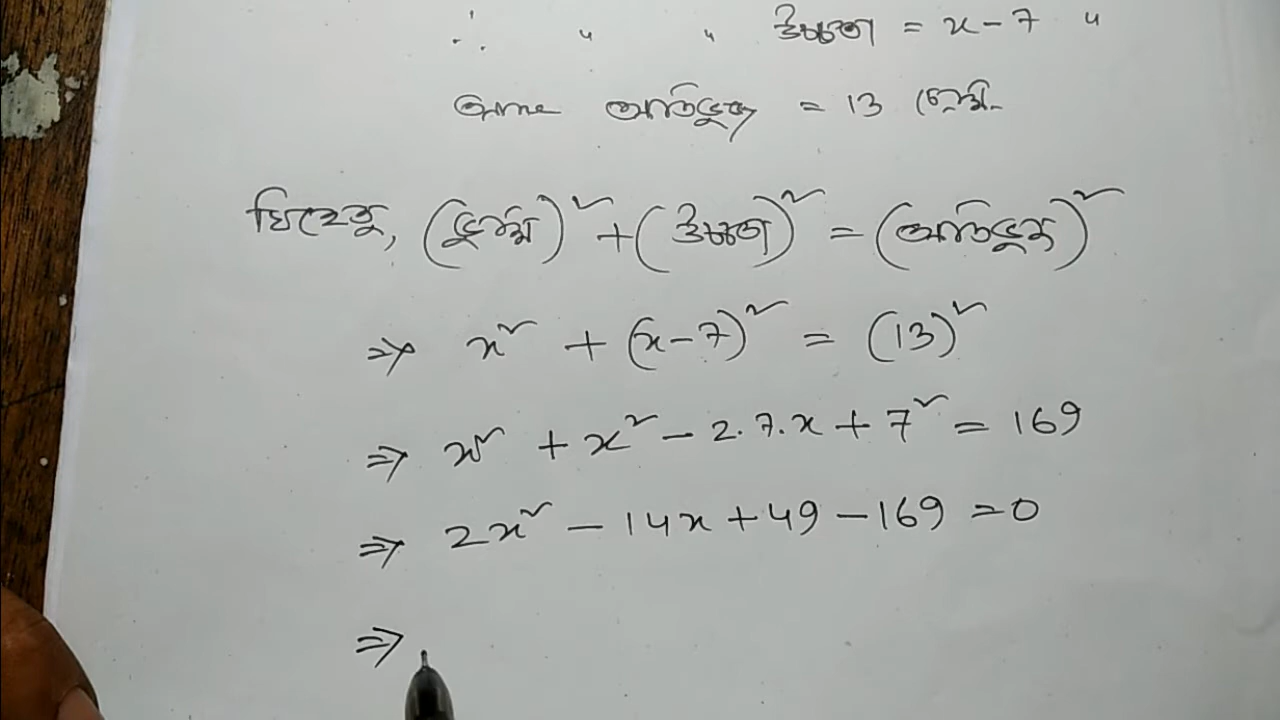 ∴ " " উচ্চতা = x - 7 "
অতিভুজ = 13
(ভূমি)² + (উচ্চতা)² = (অতিভুজ)²
⇒ x² + (x-7)² = (13)²
⇒ x² + x² - 2.7.x + 7² = 169
⇒ 2x² - 14x + 49 - 169 = 0
⇒